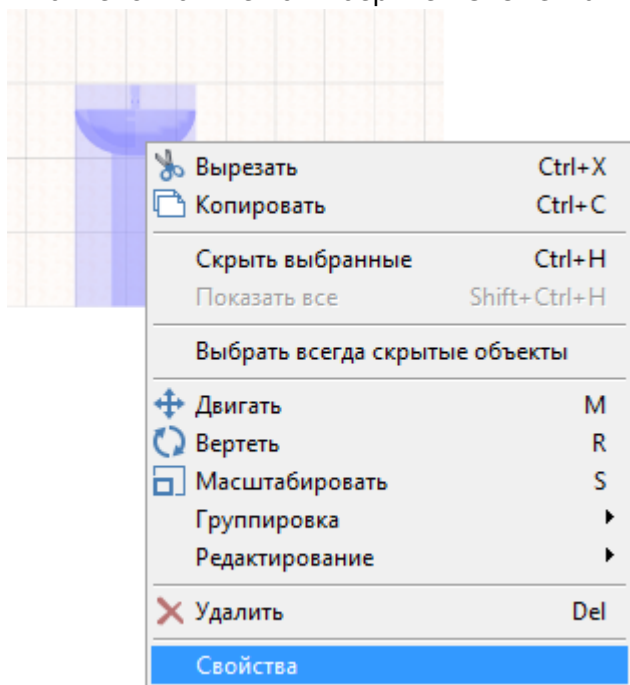 Вырезать Ctrl+X
Копировать Ctrl+C
Скрыть выбранные Ctrl+H
Показать все Shift+Ctrl+H
Выбрать всегда скрытые объекты
Двигать M
Вертеть R
Масштабировать S
Группировка
Редактирование
Удалить Del
Свойства